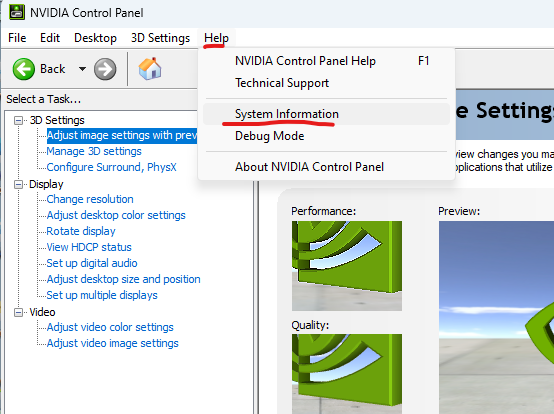 NVIDIA Control Panel
File Edit Desktop 3D Settings Help
Back
NVIDIA Control Panel Help F1
Technical Support
System Information
Debug Mode
About NVIDIA Control Panel
Select a Task...
3D Settings
Adjust image settings with prev
Manage 3D settings
Configure Surround, PhysX
Display
Change resolution
Adjust desktop color settings
Rotate display
View HDCP status
Set up digital audio
Adjust desktop size and position
Set up multiple displays
Video
Adjust video color settings
Adjust video image settings
e Settings
view changes you ma
applications that utilize
Performance:
Preview:
Quality: